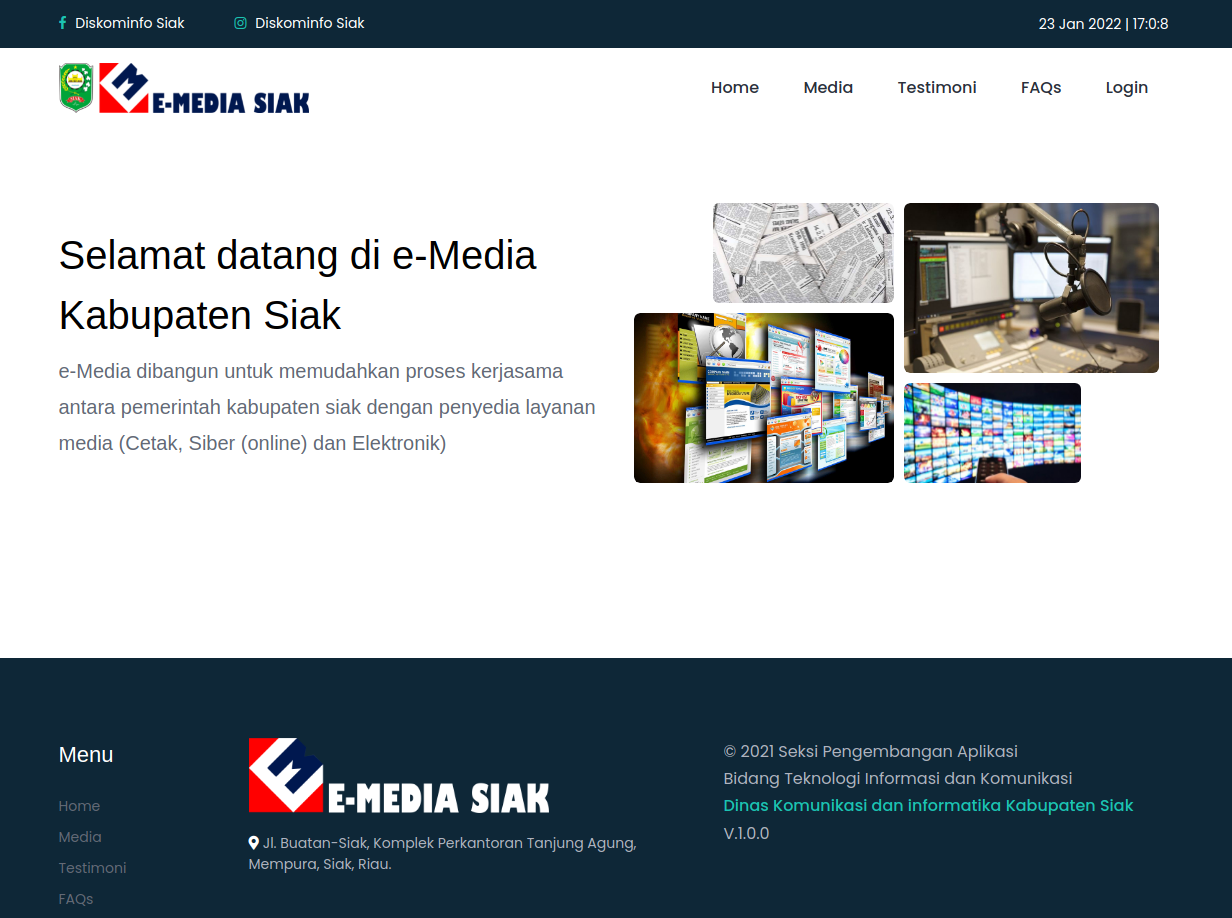 Diskominfo Siak
Diskominfo Siak
23 Jan 2022 | 17:0:8
E-MEDIA SIAK
Home
Media
Testimoni
FAQs
Login
Selamat datang di e-Media
Kabupaten Siak
e-Media dibangun untuk memudahkan proses kerjasama
antara pemerintah kabupaten siak dengan penyedia layanan
media (Cetak, Siber (online) dan Elektronik)
Menu
Home
Media
Testimoni
FAQs
E-MEDIA SIAK
Jl. Buatan-Siak, Komplek Perkantoran Tanjung Agung,
Mempura, Siak, Riau.
© 2021 Seksi Pengembangan Aplikasi
Bidang Teknologi Informasi dan Komunikasi
Dinas Komunikasi dan informatika Kabupaten Siak
V.1.0.0